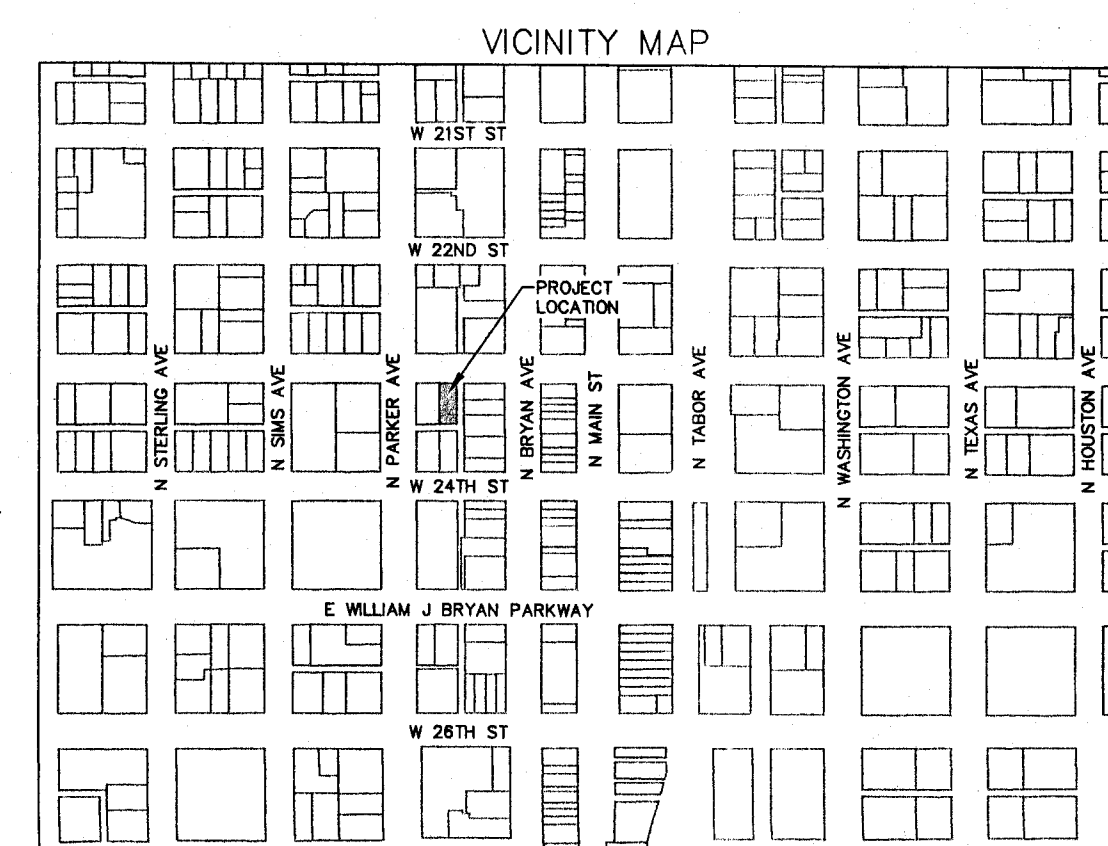 VICINITY MAP
W 21ST ST
W 22ND ST
PROJECT
LOCATION
N STERLING AVE
N SIMS AVE
N PARKER AVE
N BRYAN AVE
N MAIN ST
N TABOR AVE
N WASHINGTON AVE
N TEXAS AVE
N HOUSTON AVE
W 24TH ST
E WILLIAM J BRYAN PARKWAY
W 26TH ST